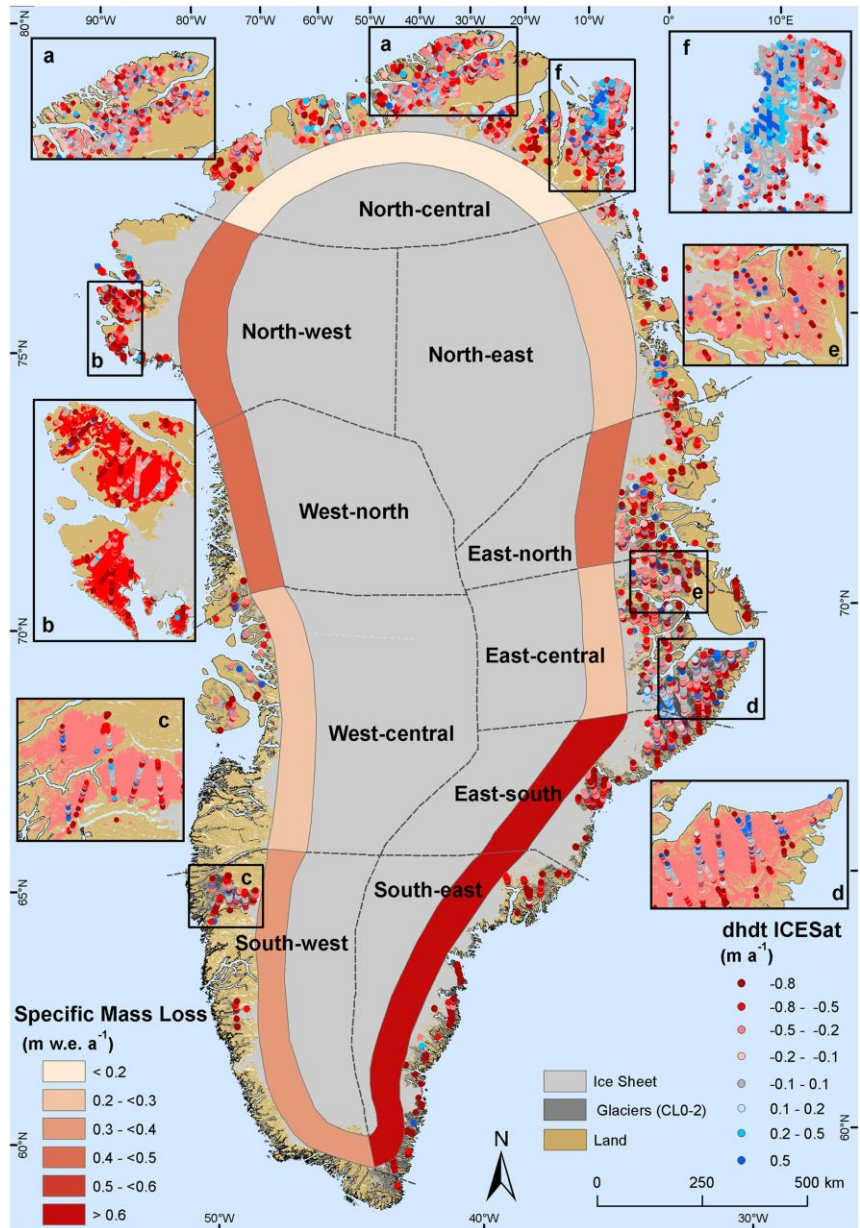 90°W 80°W 70°W 60°W 50°W 40°W 30°W 20°W 10°W 0° 10°E
80°N
75°N
70°N
65°N
60°N
a
a
f
f
North-central
North-west
North-east
b
e
b
West-north
East-north
e
70°N
East-central
d
c
West-central
East-south
d
c
South-east
South-west
dhdt ICESat
(m a⁻¹)
-0.8
-0.8 - -0.5
-0.5 - -0.2
-0.2 - -0.1
-0.1 - 0.1
0.1 - 0.2
0.2 - 0.5
0.5
Specific Mass Loss
(m w.e. a⁻¹)
< 0.2
0.2 - <0.3
0.3 - <0.4
0.4 - <0.5
0.5 - <0.6
> 0.6
Ice Sheet
Glaciers (CL0-2)
Land
60°N
N
0 250 500 km
50°W 40°W 30°W